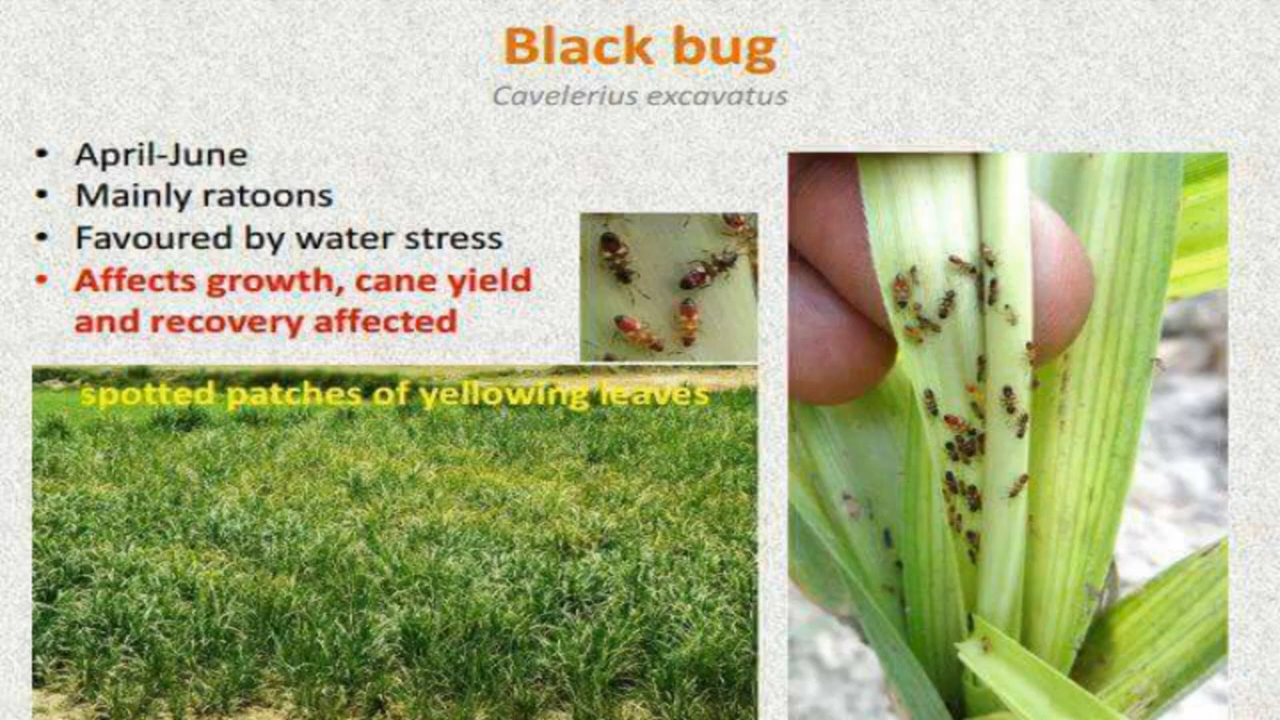 Black bug
Cavelerius excavatus
• April-June
• Mainly ratoons
• Favoured by water stress
• Affects growth, cane yield
and recovery affected
spotted patches of yellowing leaves